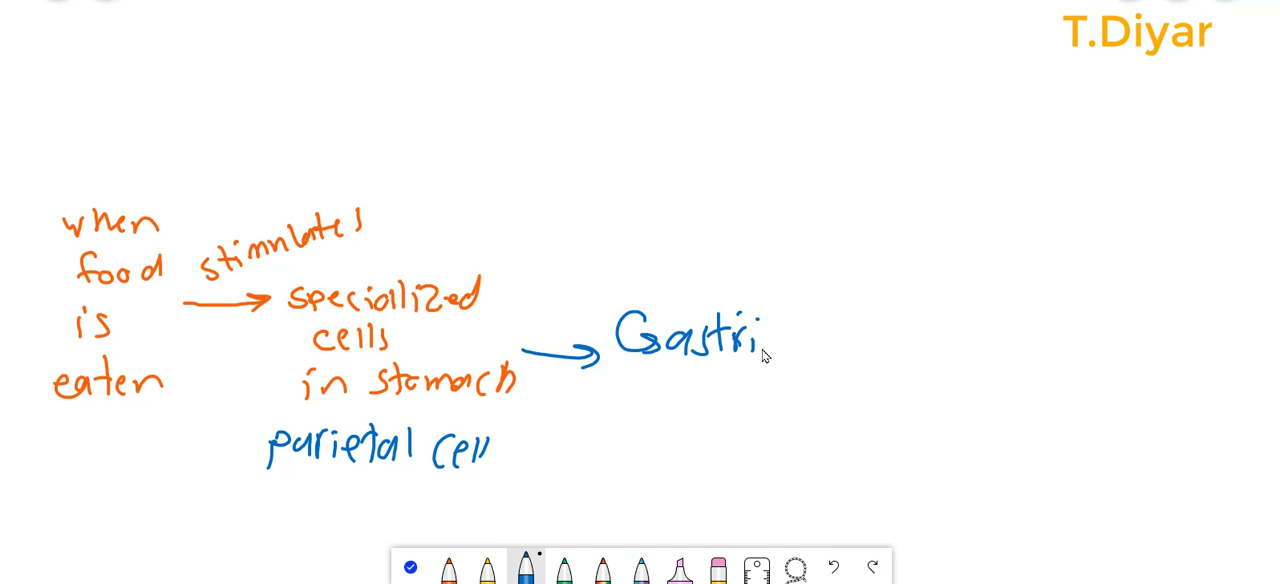 T.Diyar
when
food
is
eaten
stimulates
specialized
cells
in stomach
parietal cell
Gastri